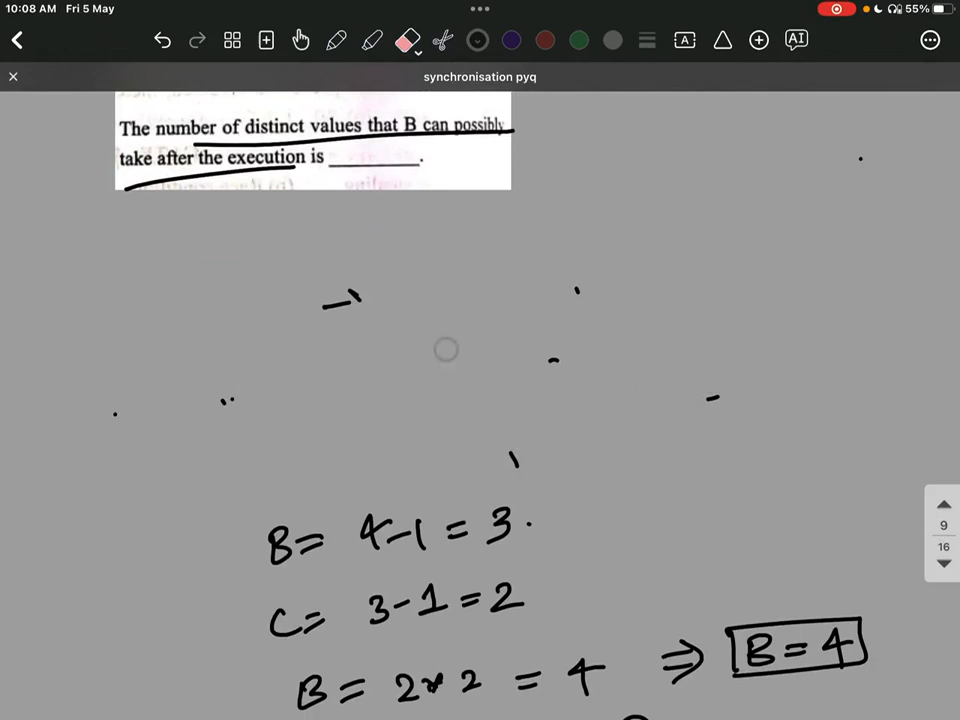 10:08 AM Fri 5 May
55%
AI
A
synchronisation pyq
The number of distinct values that B can possibly
take after the execution is ________.
B = 4-1 = 3.
C = 3-1 = 2
B = 2*2 = 4 ⇒ B = 4
9
16